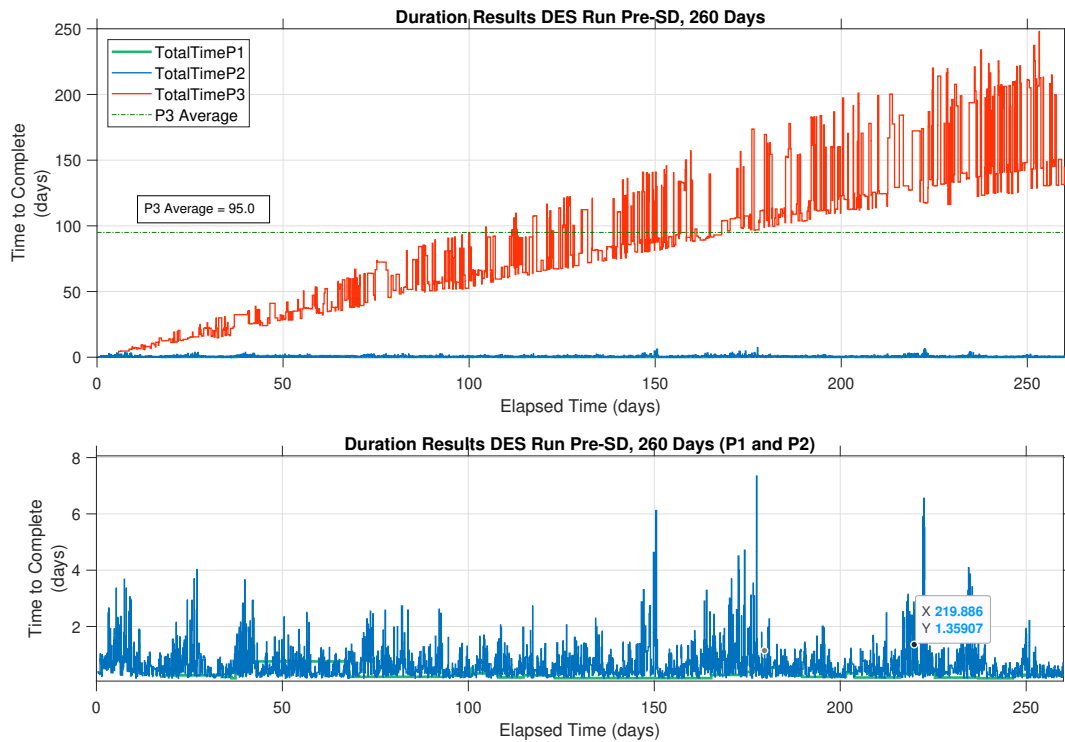 Duration Results DES Run Pre-SD, 260 Days
250
200
150
100
50
0
Time to Complete
(days)
TotalTimeP1
TotalTimeP2
TotalTimeP3
P3 Average
P3 Average = 95.0
0 50 100 150 200 250
Elapsed Time (days)
Duration Results DES Run Pre-SD, 260 Days (P1 and P2)
8
6
4
2
Time to Complete
(days)
X 219.886
Y 1.35907
0 50 100 150 200 250
Elapsed Time (days)